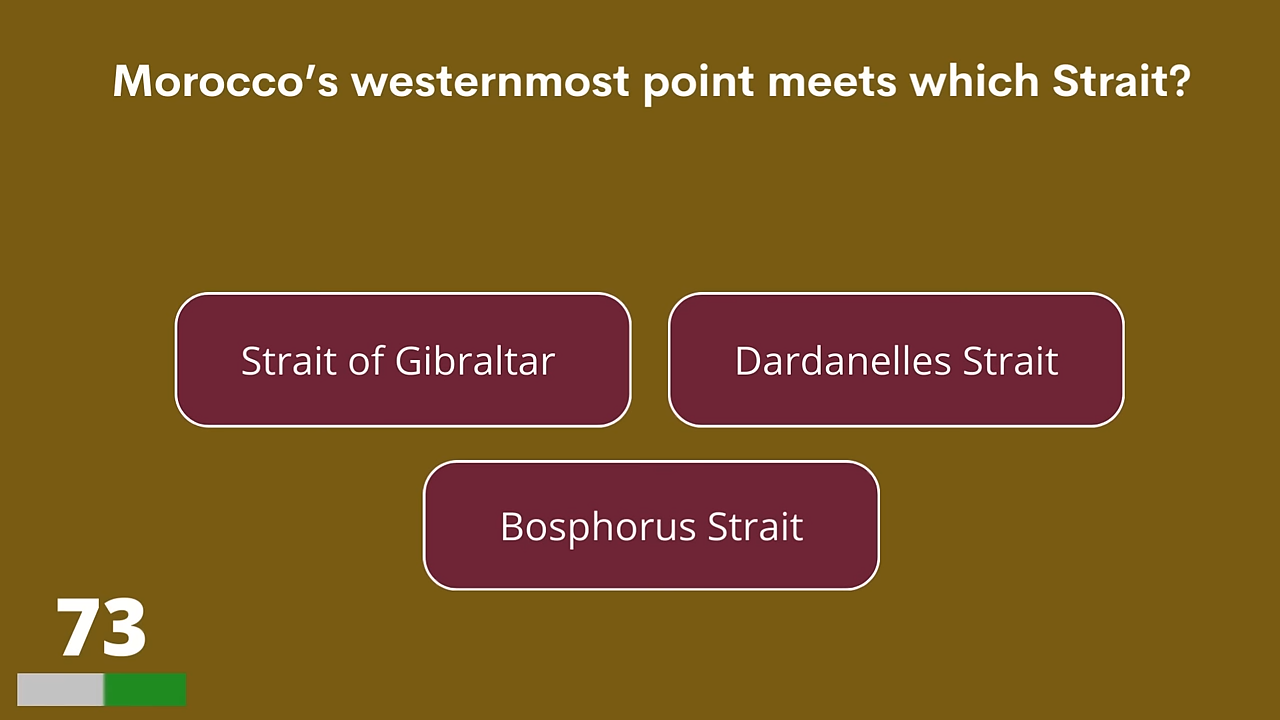 Morocco’s westernmost point meets which Strait?
Strait of Gibraltar
Dardanelles Strait
Bosphorus Strait
73